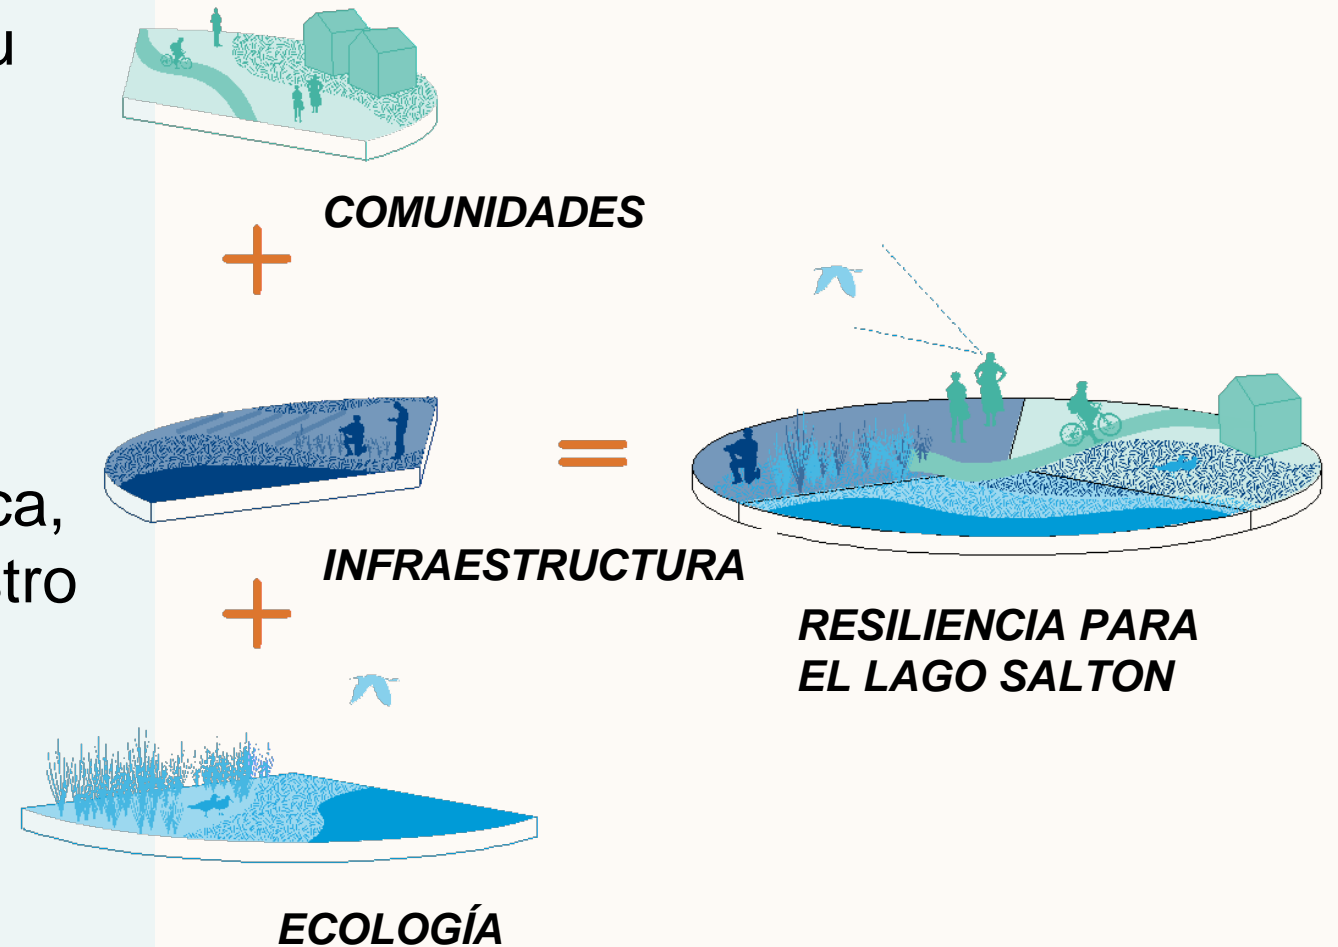 COMUNIDADES
INFRAESTRUCTURA
RESILIENCIA PARA
EL LAGO SALTON
ECOLOGÍA